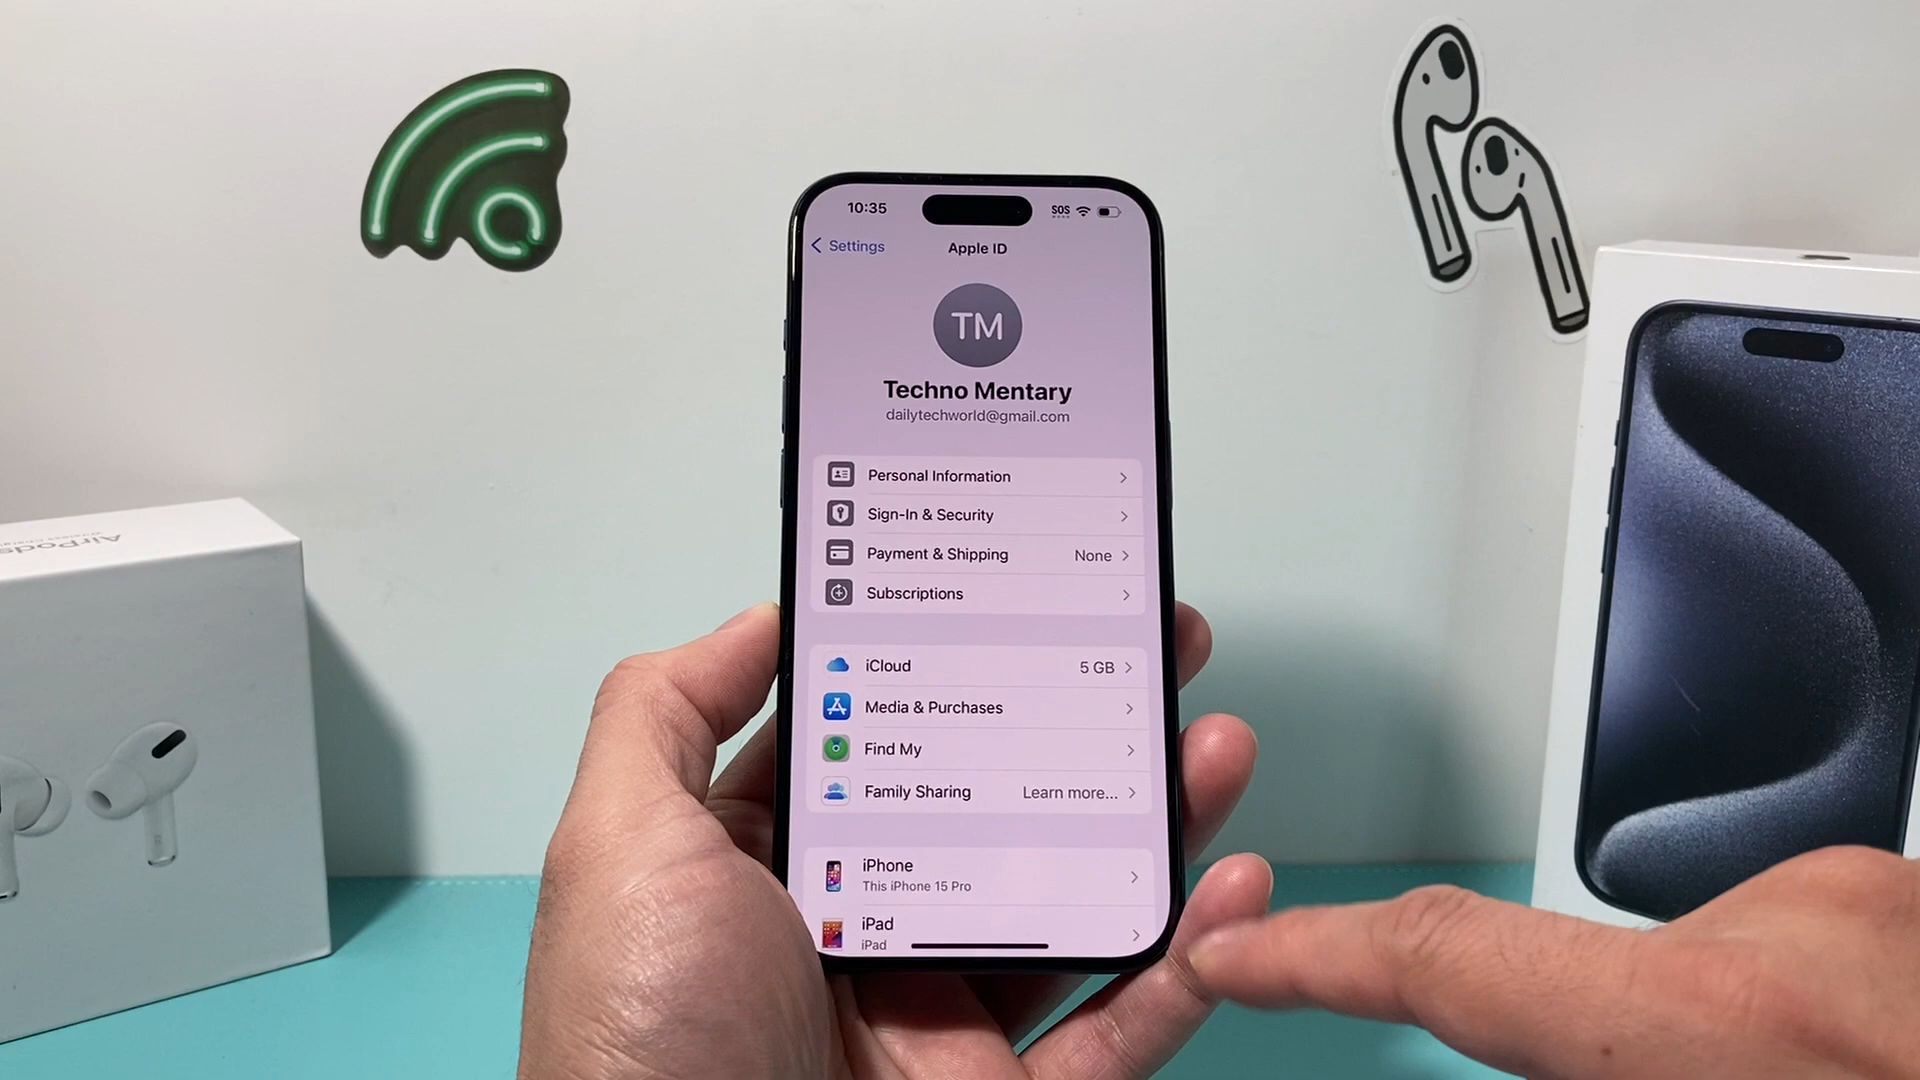 10:35
SOS
Settings
Apple ID
TM
Techno Mentary
dailytechworld@gmail.com
Personal Information
Sign-In & Security
Payment & Shipping None
Subscriptions
iCloud 5 GB
Media & Purchases
Find My
Family Sharing Learn more...
iPhone
This iPhone 15 Pro
iPad
iPad
AirPods